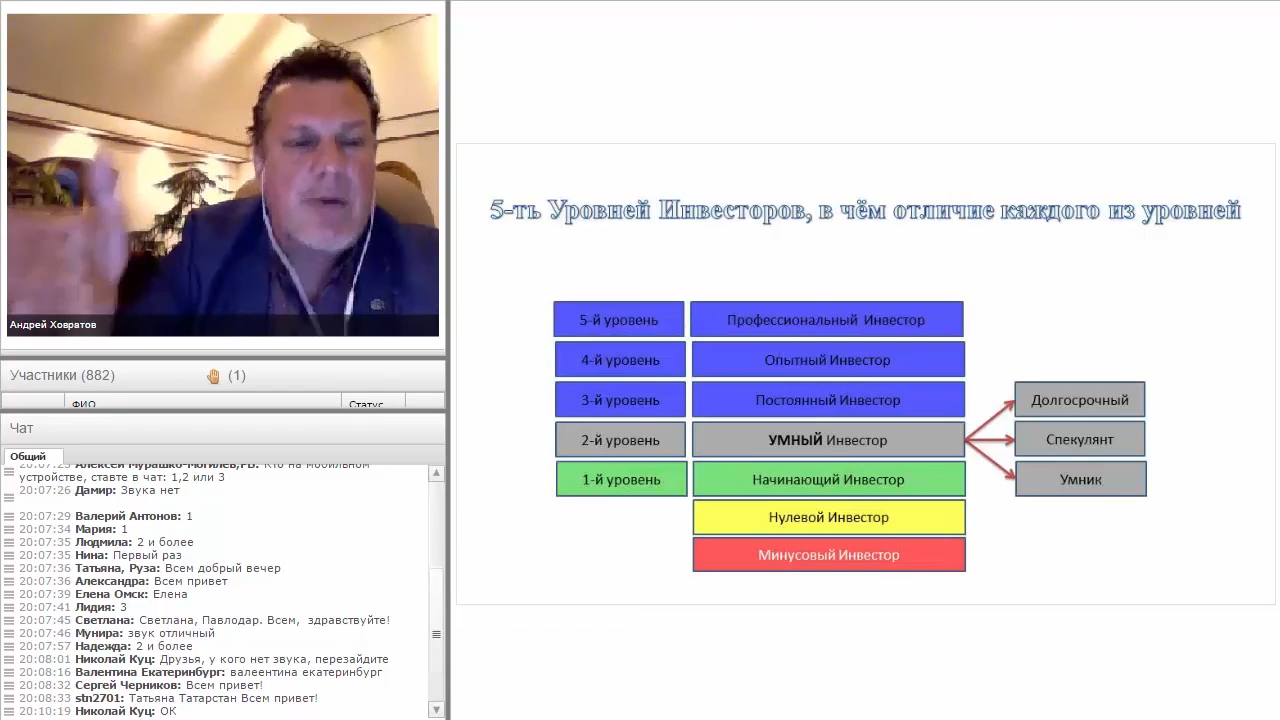 Андрей Ховратов
Участники (882)
(1)
ФИО
Статус
Чат
Общий
20:07:25 Алексей Мурашко-Могилев,РБ: Кто на мобильном
устройстве, ставте в чат: 1,2 или 3
20:07:26 Дамир: Звука нет
20:07:29 Валерий Антонов: 1
20:07:34 Мария: 1
20:07:35 Людмила: 2 и более
20:07:35 Нина: Первый раз
20:07:36 Татьяна, Руза: Всем добрый вечер
20:07:36 Александра: Всем привет
20:07:39 Елена Омск: Елена
20:07:41 Лидия: 3
20:07:45 Светлана: Светлана, Павлодар. Всем, здравствуйте!
20:07:46 Мунира: звук отличный
20:07:57 Надежда: 2 и более
20:08:01 Николай Куц: Друзья, у кого нет звука, перезайдите
20:08:16 Валентина Екатеринбург: валеентина екатеринбург
20:08:32 Сергей Черников: Всем привет!
20:08:33 stn2701: Татьяна Татарстан Всем привет!
20:10:19 Николай Куц: ОК
5-ть Уровней Инвесторов, в чём отличие каждого из уровней
5-й уровень Профессиональный Инвестор
4-й уровень Опытный Инвестор
3-й уровень Постоянный Инвестор Долгосрочный
2-й уровень УМНЫЙ Инвестор Спекулянт
1-й уровень Начинающий Инвестор Умник
Нулевой Инвестор
Минусовый Инвестор